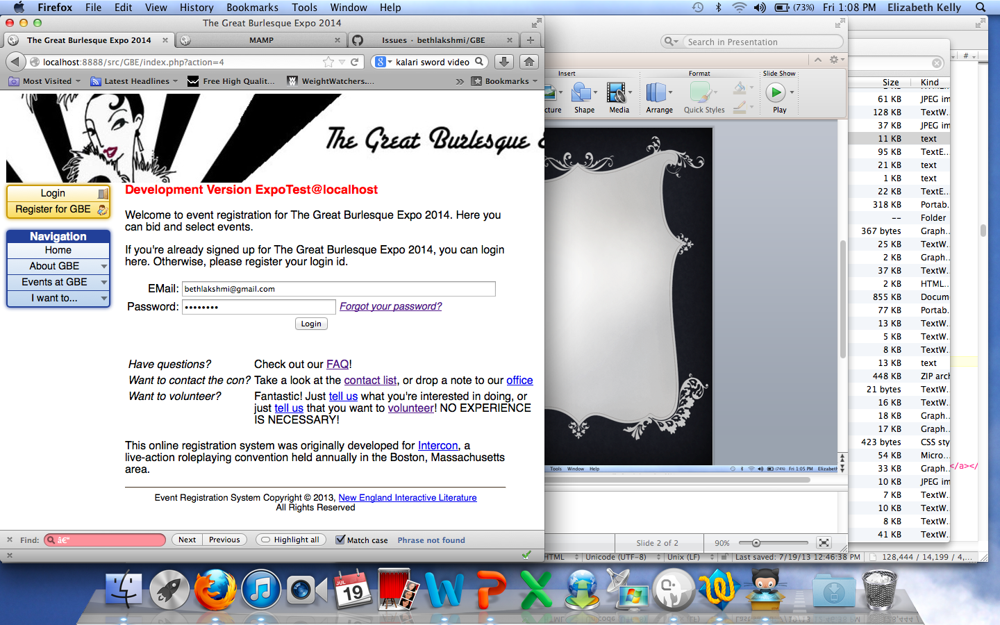 Firefox File Edit View History Bookmarks Tools Window Help (73%) Fri 1:08 PM Elizabeth Kelly
The Great Burlesque Expo 2014
The Great Burlesque Expo 2014 MAMP Issues · bethlakshmi/GBE
localhost:8888/src/GBE/index.php?action=4 kalari sword video
Most Visited Latest Headlines Free High Qualit... WeightWatchers.... » Bookmarks
The Great Burlesque E
Login
Register for GBE
Navigation
Home
About GBE
Events at GBE
I want to...
Development Version ExpoTest@localhost
Welcome to event registration for The Great Burlesque Expo 2014. Here you
can bid and select events.
If you're already signed up for The Great Burlesque Expo 2014, you can login
here. Otherwise, please register your login id.
EMail: bethlakshmi@gmail.com
Password: •••••••• Forgot your password?
Login
Have questions? Check out our FAQ!
Want to contact the con? Take a look at the contact list, or drop a note to our office
Want to volunteer? Fantastic! Just tell us what you're interested in doing, or
just tell us that you want to volunteer! NO EXPERIENCE
IS NECESSARY!
This online registration system was originally developed for Intercon, a
live-action roleplaying convention held annually in the Boston, Massachusetts
area.
Event Registration System Copyright © 2013, New England Interactive Literature
All Rights Reserved
Find: â€“ Next Previous Highlight all Match case Phrase not found
Search in Presentation
Insert Format Slide Show
cture Shape Media Arrange Quick Styles Play
Tools Window Help (74%) Fri 1:05 PM Elizabet
Slide 2 of 2 90%
HTML Unicode (UTF-8) Unix (LF) Last saved: 7/19/13 12:46:38 PM 128,444 / 14,199 / 4,...
#
Size Kind
61 KB JPEG im
128 KB TextW...
37 KB JPEG im
11 KB text
95 KB TextE...
21 KB text
1 KB text
22 KB TextE...
318 KB Portab...
-- Folder
367 bytes Graph...
25 KB TextW...
2 KB Graph...
37 KB TextW...
2 KB HTML...
855 KB Docum
77 KB Portab...
13 KB TextW...
5 KB TextW...
8 KB TextW...
13 KB text
448 KB ZIP arch
21 bytes TextW...
16 KB TextW...
18 KB Graph...
17 KB Graph...
423 bytes CSS sty
54 KB Micro...
33 KB Graph...
10 KB JPEG im
7 KB TextW...
10 KB TextW...
8 KB TextW...
41 KB TextW...
</a></
JUL
19